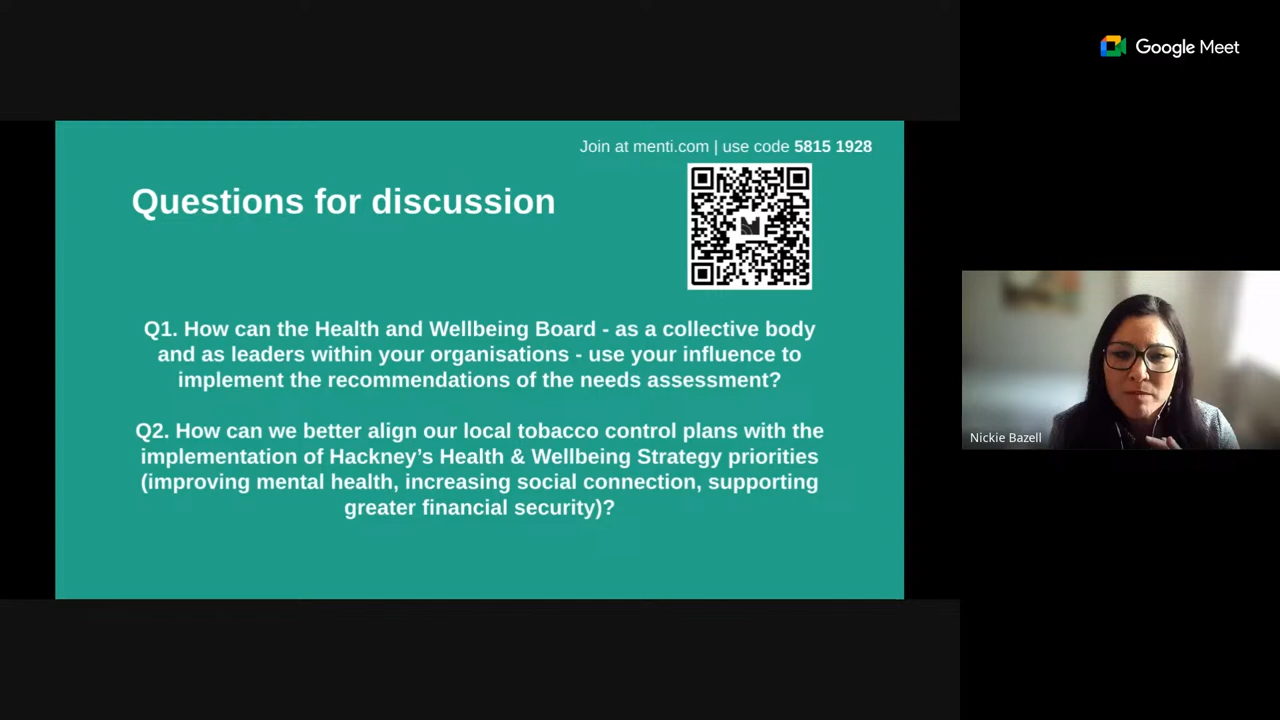 Google Meet
Join at menti.com | use code 5815 1928
Questions for discussion
Q1. How can the Health and Wellbeing Board - as a collective body
and as leaders within your organisations - use your influence to
implement the recommendations of the needs assessment?
Q2. How can we better align our local tobacco control plans with the
implementation of Hackney's Health & Wellbeing Strategy priorities
(improving mental health, increasing social connection, supporting
greater financial security)?
Nickie Bazell